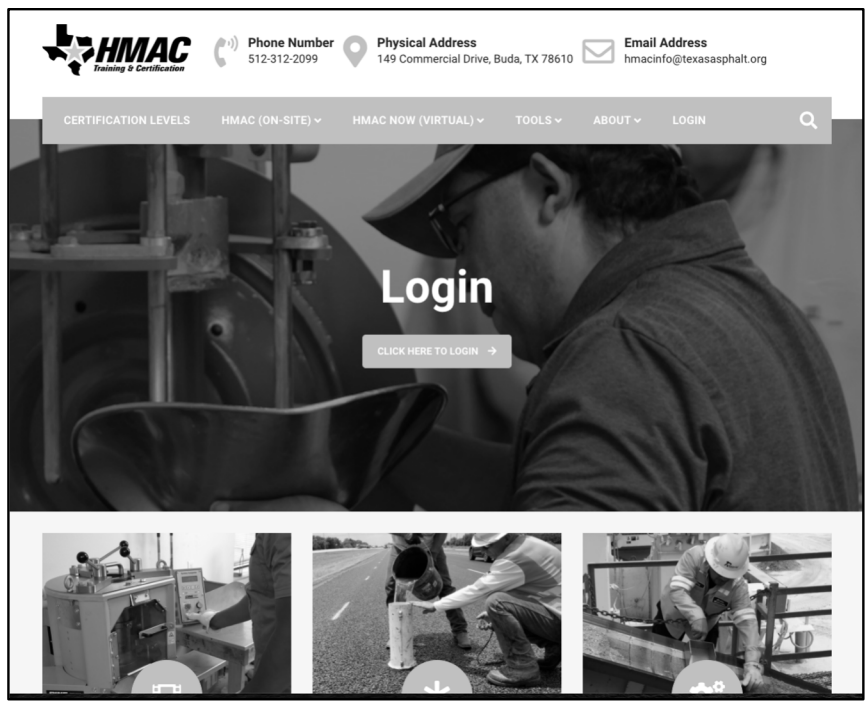 HMAC
Training & Certification
Phone Number
512-312-2099
Physical Address
149 Commercial Drive, Buda, TX 78610
Email Address
hmacinfo@texasasphalt.org
CERTIFICATION LEVELS HMAC (ON-SITE) HMAC NOW (VIRTUAL) TOOLS ABOUT LOGIN
Login
CLICK HERE TO LOGIN